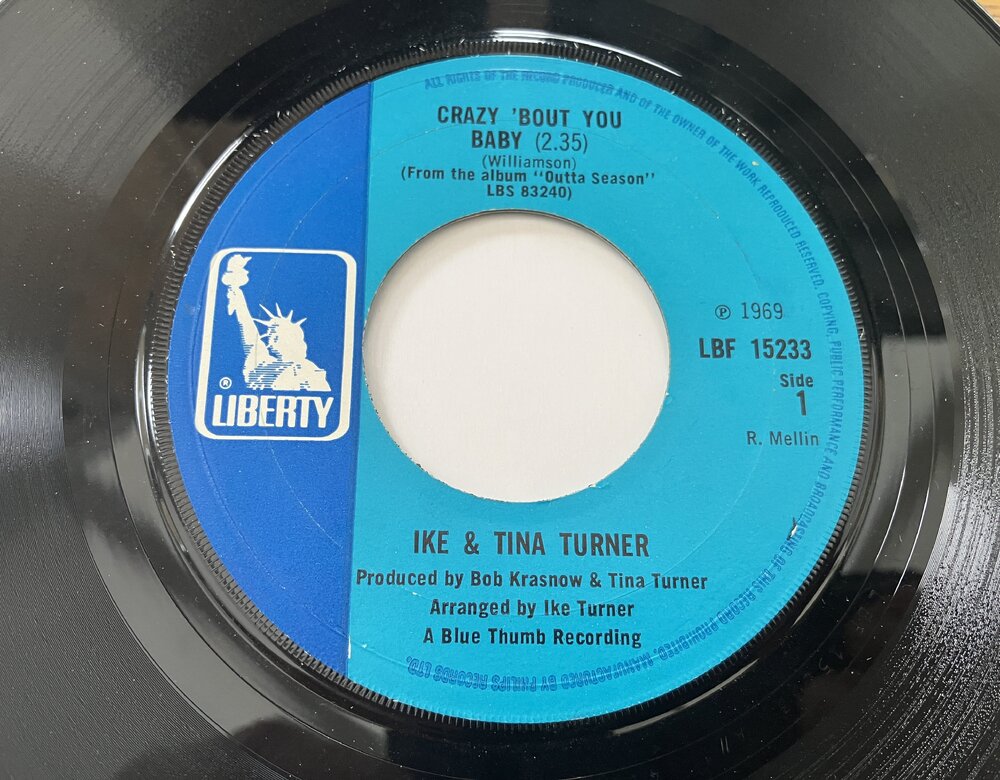 ALL RIGHTS OF THE RECORD PRODUCER AND OF THE OWNER OF THE WORK REPRODUCED RESERVED. COPYING, PUBLIC PERFORMANCE AND BROADCASTING OF THIS RECORD PROHIBITED. MANUFACTURED BY PHILIPS RECORDS LTD.
CRAZY 'BOUT YOU
BABY (2.35)
(Williamson)
(From the album "Outta Season"
LBS 83240)
® LIBERTY
℗ 1969
LBF 15233
Side
1
R. Mellin
IKE & TINA TURNER
Produced by Bob Krasnow & Tina Turner
Arranged by Ike Turner
A Blue Thumb Recording